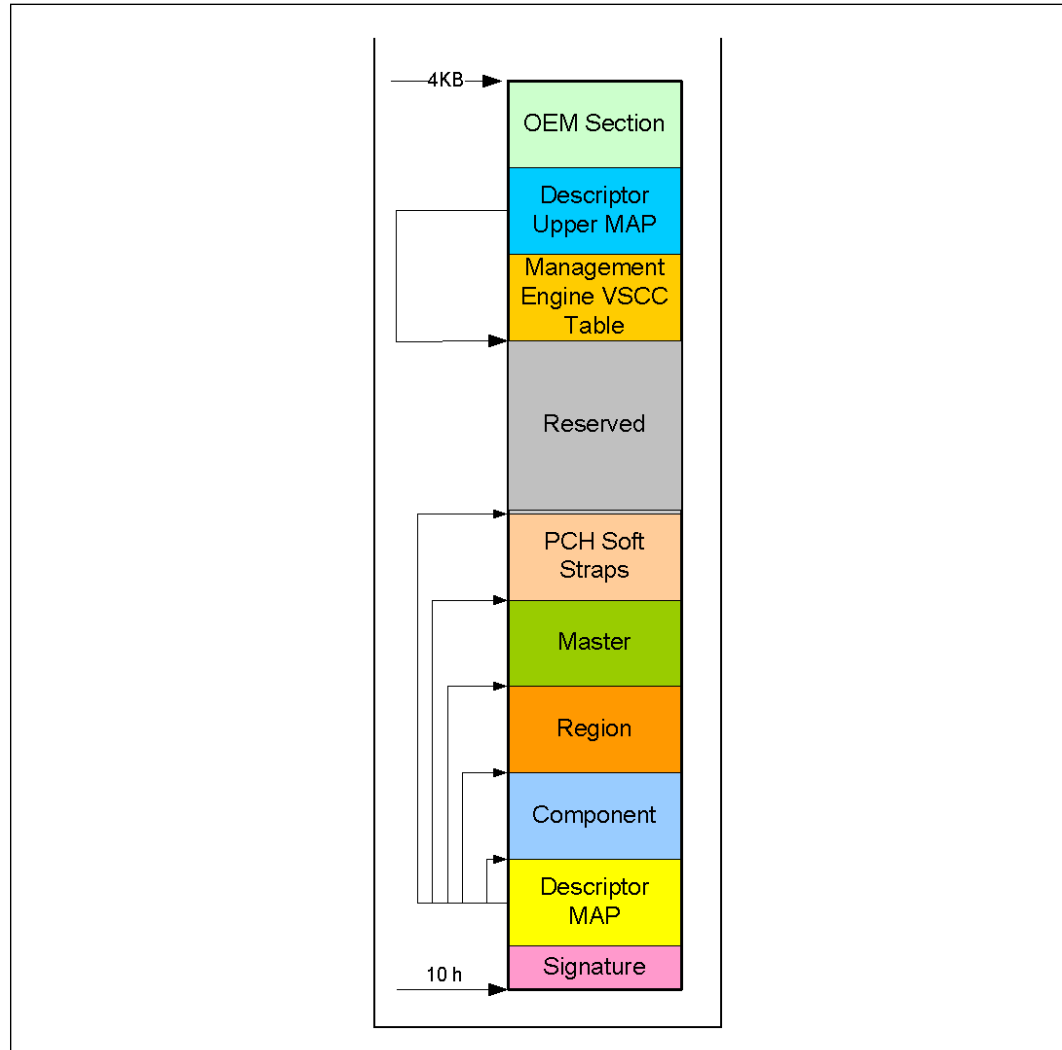 4KB
OEM Section
Descriptor
Upper MAP
Management
Engine VSCC
Table
Reserved
PCH Soft
Straps
Master
Region
Component
Descriptor
MAP
Signature
10 h